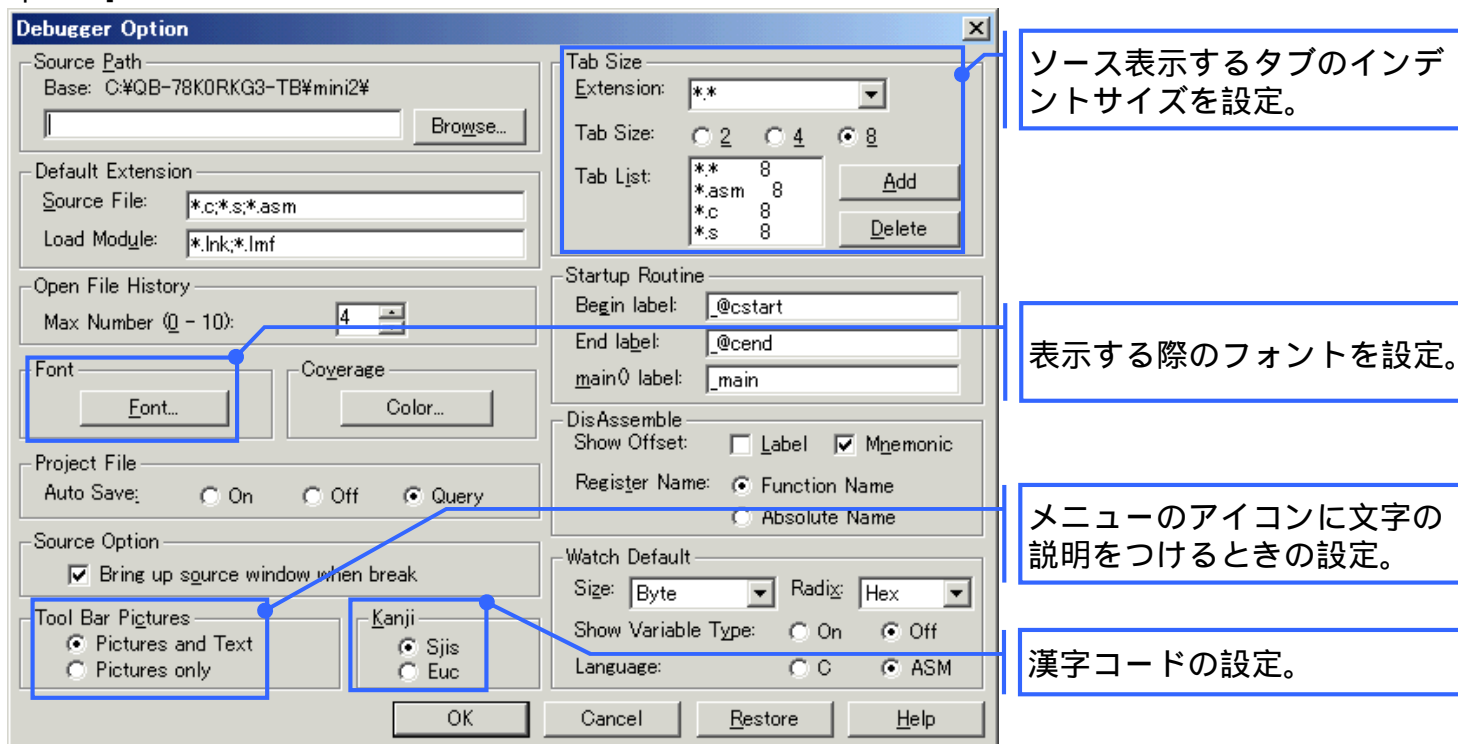 Debugger Option
Source Path
Base: C:¥QB-78K0RKG3-TB¥mini2¥
Browse...
Default Extension
Source File: *.c;*.s;*.asm
Load Module: *.lnk;*.lmf
Open File History
Max Number (0 - 10): 4
Font
Font...
Coverage
Color...
Project File
Auto Save: On Off Query
Source Option
Bring up source window when break
Tool Bar Pictures
Pictures and Text
Pictures only
Kanji
Sjis
Euc
Tab Size
Extension: *.*
Tab Size: 2 4 8
Tab List: *.* 8
*.asm 8
*.c 8
*.s 8
Add
Delete
Startup Routine
Begin label: _@cstart
End label: _@cend
main() label: _main
DisAssemble
Show Offset: Label Mnemonic
Register Name: Function Name
Absolute Name
Watch Default
Size: Byte Radix: Hex
Show Variable Type: On Off
Language: C ASM
OK Cancel Restore Help
ソース表示するタブのインデ
ントサイズを設定。
表示する際のフォントを設定。
メニューのアイコンに文字の
説明をつけるときの設定。
漢字コードの設定。